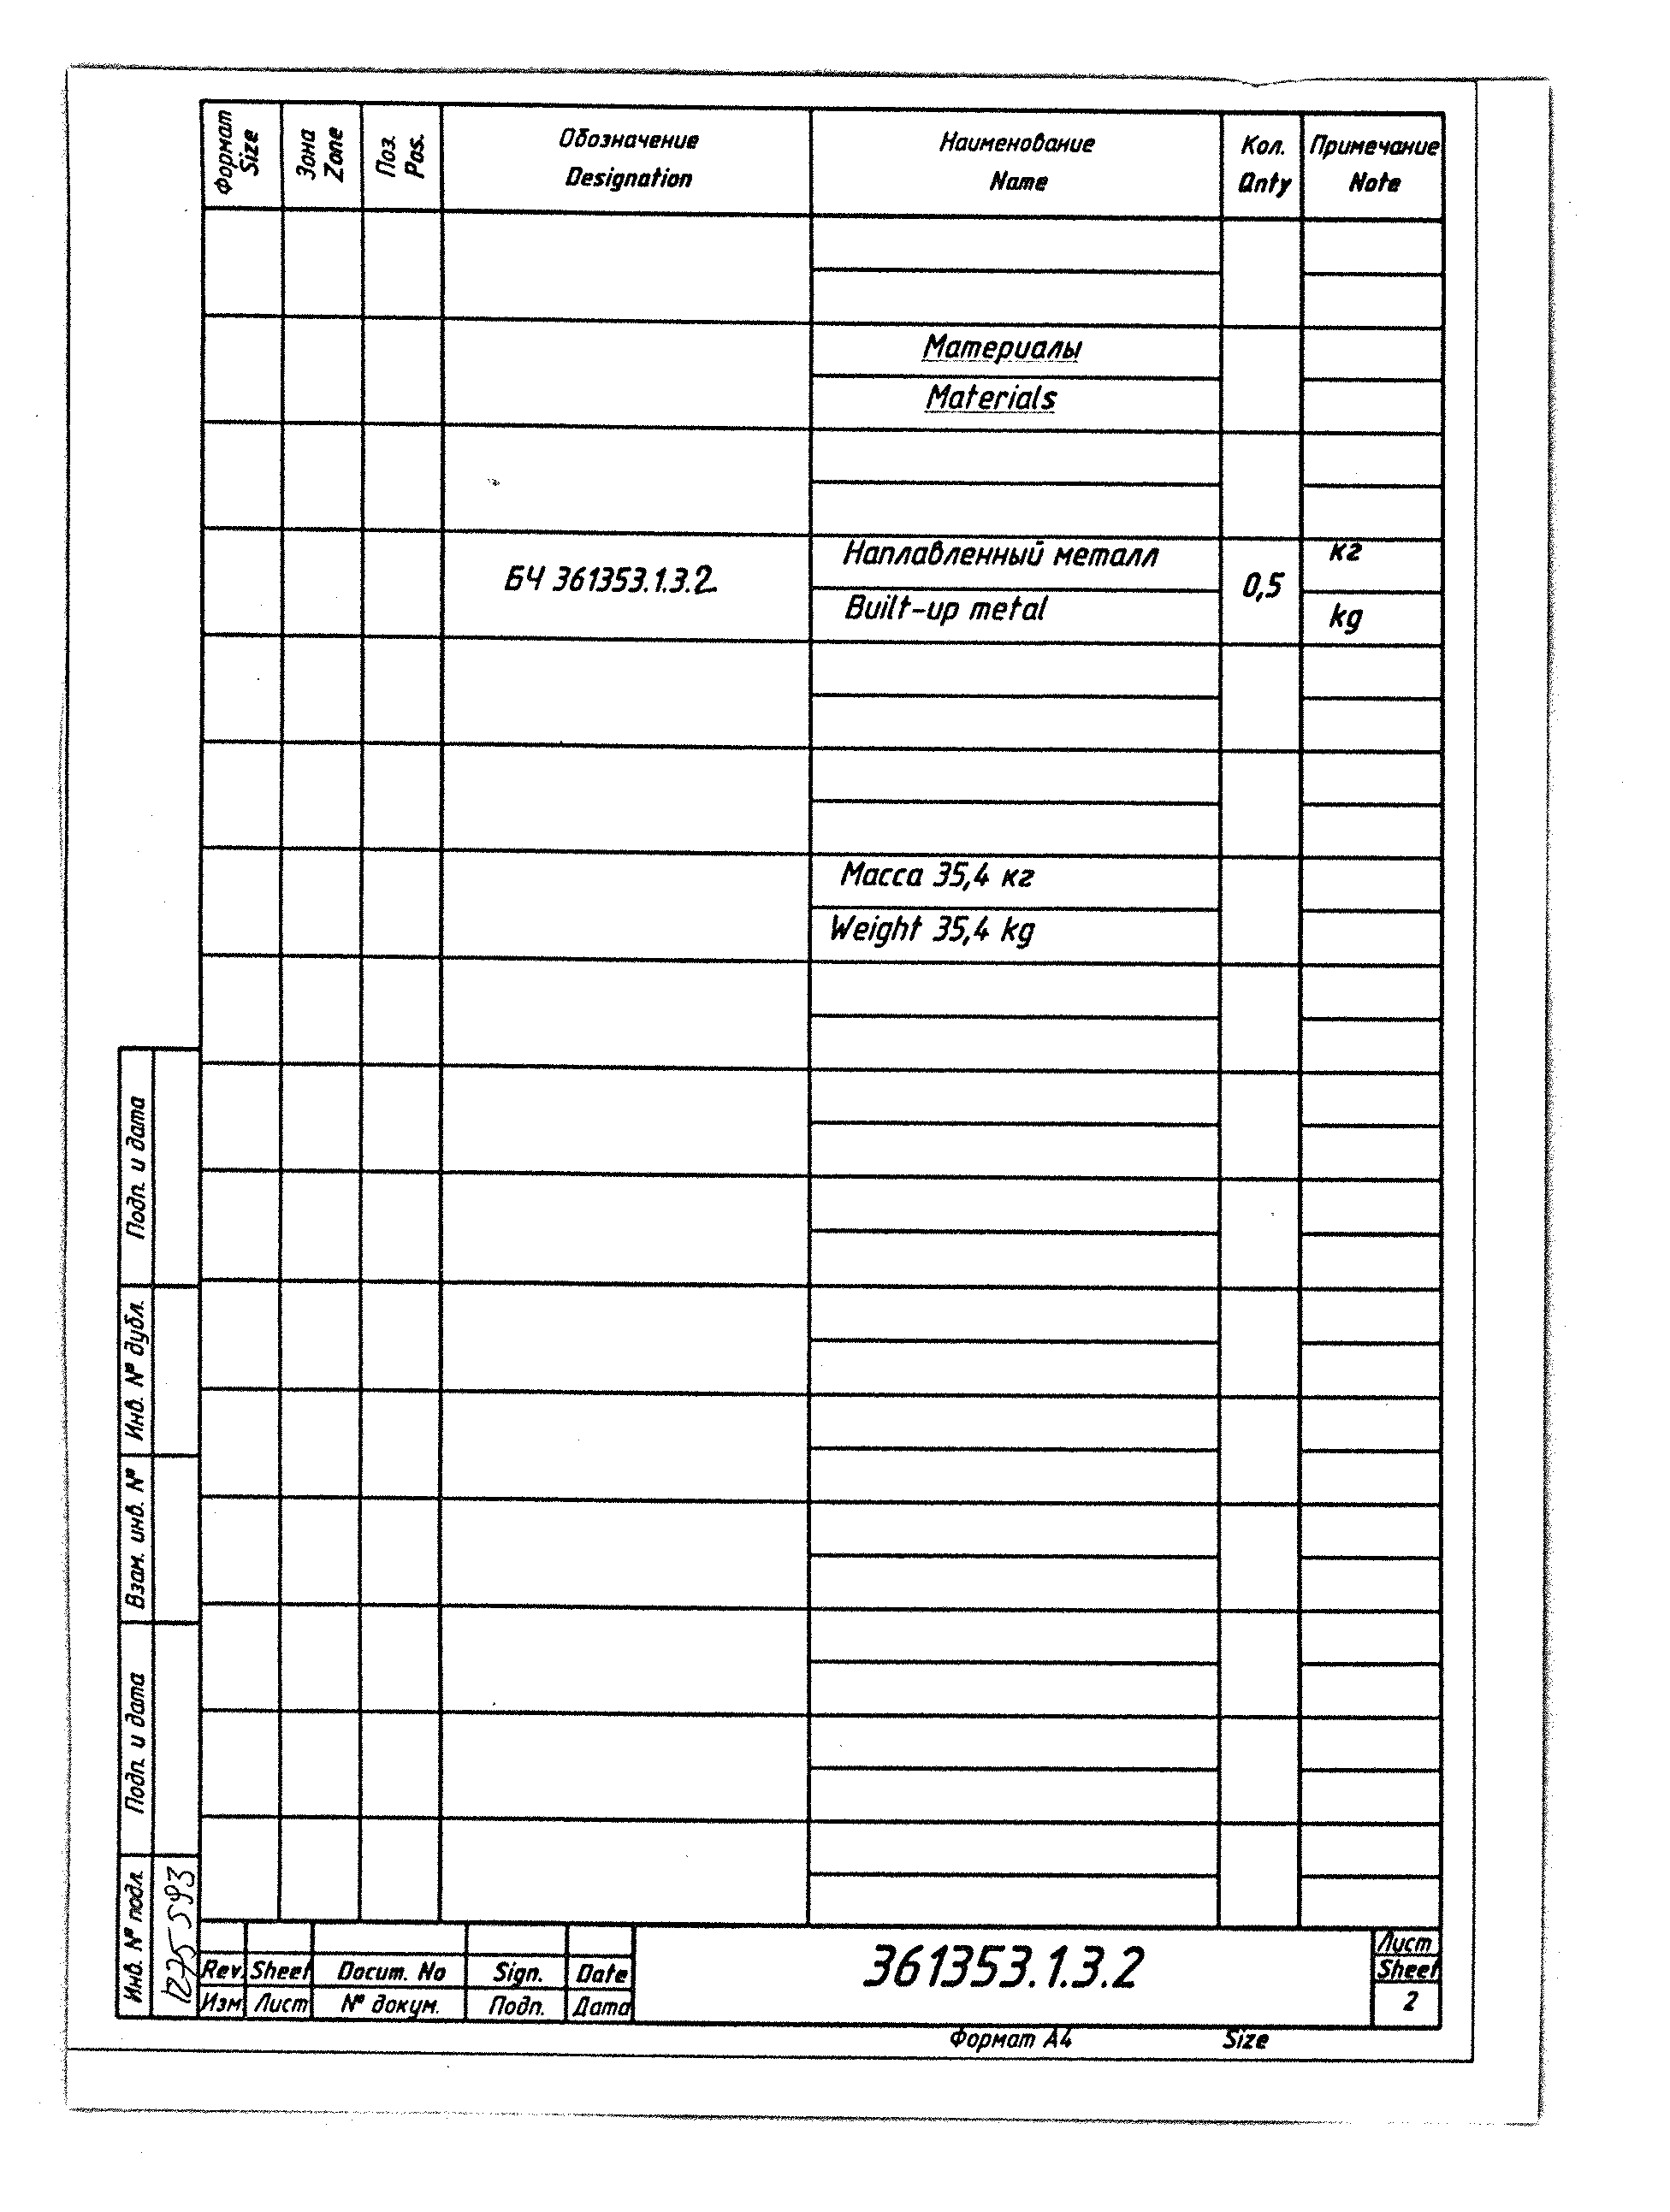 Формат
Size
Зона
Zone
Поз.
Pos.
Обозначение
Designation
Наименование
Name
Кол.
Qnty
Примечание
Note
Материалы
Materials
БЧ 361353.1.3.2.
Наплавленный металл
Built-up metal
0,5
кг
kg
Масса 35,4 кг
Weight 35,4 kg
Подп. и дата
Инв. № дубл.
Взам. инв. №
Подп. и дата
Инв. № подл.
1225593
Rev. Sheet Docum. No Sign. Date
Изм Лист № докум. Подп. Дата
361353.1.3.2
Лист
Sheet
2
Формат А4 Size